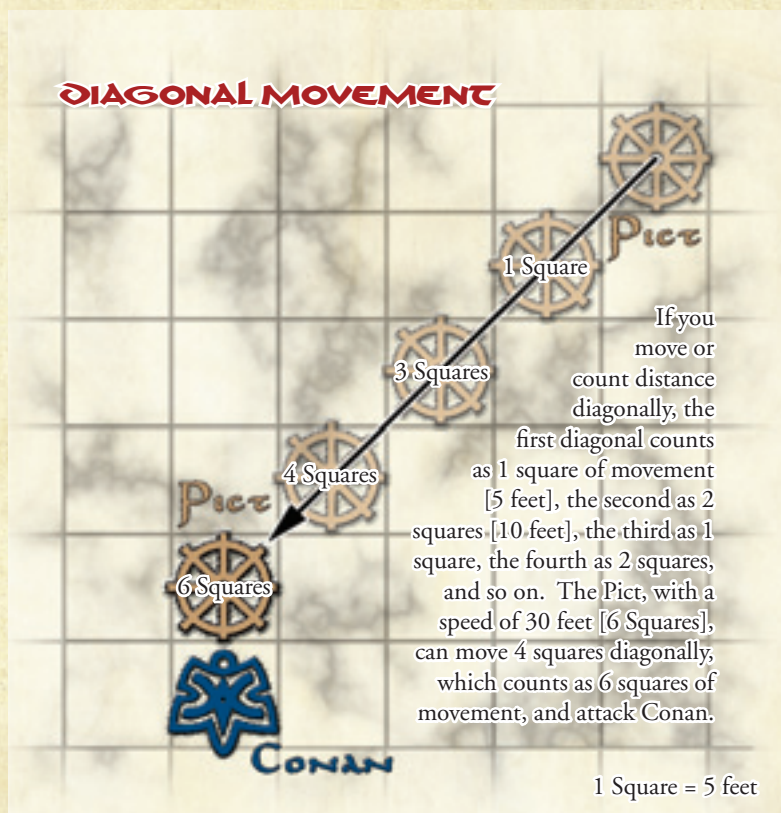 DIAGONAL MOVEMENT
Pict
1 Square
3 Squares
4 Squares
Pict
6 Squares
Conan
If you
move or
count distance
diagonally, the
first diagonal counts
as 1 square of movement
[5 feet], the second as 2
squares [10 feet], the third as 1
square, the fourth as 2 squares,
and so on. The Pict, with a
speed of 30 feet [6 Squares],
can move 4 squares diagonally,
which counts as 6 squares of
movement, and attack Conan.
1 Square = 5 feet